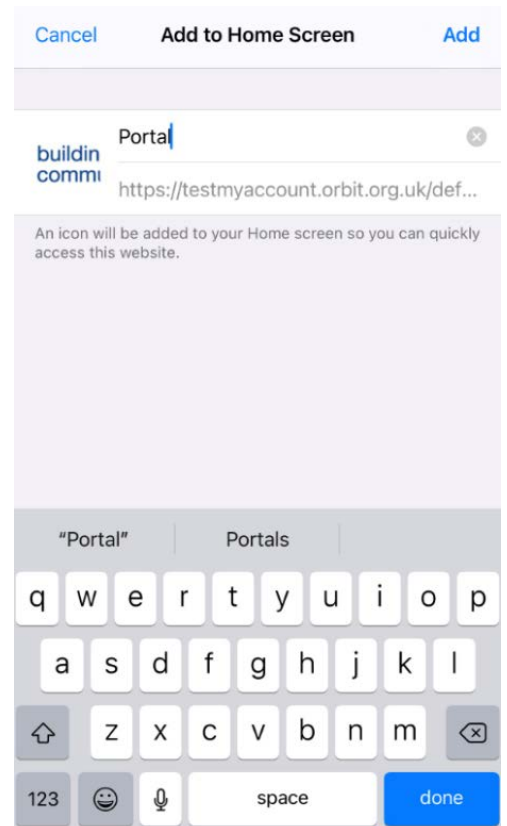 Cancel Add to Home Screen Add
Portal
buildin
commu
https://testmyaccount.orbit.org.uk/def...
An icon will be added to your Home screen so you can quickly
access this website.
“Portal” Portals
q w e r t y u i o p
a s d f g h j k l
z x c v b n m
123 space done